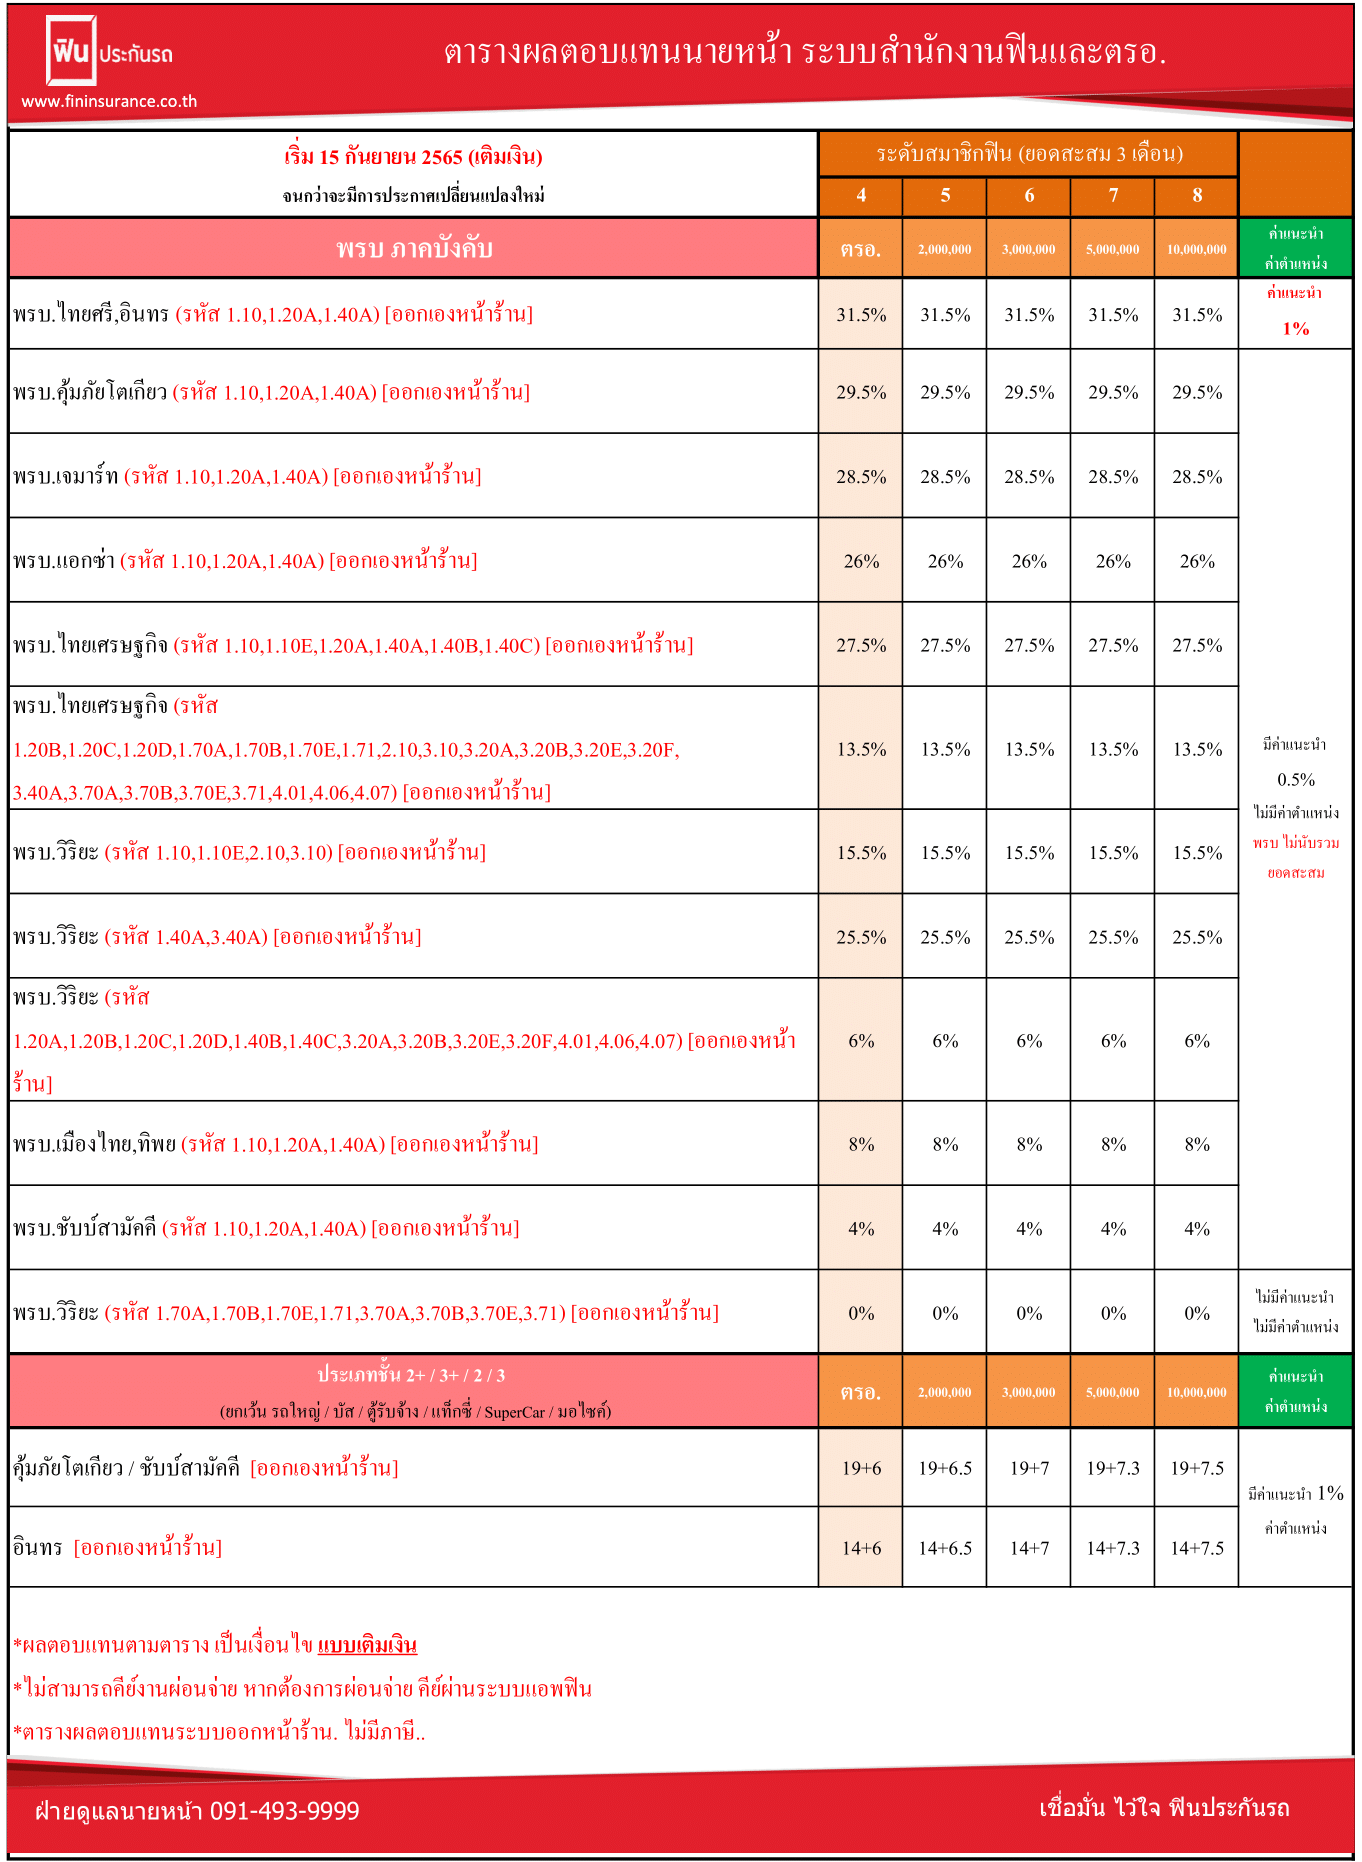 ฟิน ประกันรถ
www.fininsurance.co.th
ตารางผลตอบแทนนายหน้า ระบบสำนักงานฟินและตรอ.
เริ่ม 15 กันยายน 2565 (เติมเงิน)
จนกว่าจะมีการประกาศเปลี่ยนแปลงใหม่
ระดับสมาชิกฟิน (ยอดสะสม 3 เดือน)
4 5 6 7 8
พรบ ภาคบังคับ ตรอ. 2,000,000 3,000,000 5,000,000 10,000,000
ค่าแนะนำ
ค่าตำแหน่ง
พรบ.ไทยศรี,อินทร (รหัส 1.10,1.20A,1.40A) [ออกเองหน้าร้าน] 31.5% 31.5% 31.5% 31.5% 31.5%
ค่าแนะนำ
1%
พรบ.คุ้มภัยโตเกียว (รหัส 1.10,1.20A,1.40A) [ออกเองหน้าร้าน] 29.5% 29.5% 29.5% 29.5% 29.5%
พรบ.เจมาร์ท (รหัส 1.10,1.20A,1.40A) [ออกเองหน้าร้าน] 28.5% 28.5% 28.5% 28.5% 28.5%
พรบ.แอกซ่า (รหัส 1.10,1.20A,1.40A) [ออกเองหน้าร้าน] 26% 26% 26% 26% 26%
พรบ.ไทยเศรษฐกิจ (รหัส 1.10,1.10E,1.20A,1.40A,1.40B,1.40C) [ออกเองหน้าร้าน] 27.5% 27.5% 27.5% 27.5% 27.5%
พรบ.ไทยเศรษฐกิจ (รหัส
1.20B,1.20C,1.20D,1.70A,1.70B,1.70E,1.71,2.10,3.10,3.20A,3.20B,3.20E,3.20F,
3.40A,3.70A,3.70B,3.70E,3.71,4.01,4.06,4.07) [ออกเองหน้าร้าน]
13.5% 13.5% 13.5% 13.5% 13.5%
มีค่าแนะนำ
0.5%
ไม่มีค่าตำแหน่ง
พรบ ไม่นับรวม
ยอดสะสม
พรบ.วิริยะ (รหัส 1.10,1.10E,2.10,3.10) [ออกเองหน้าร้าน] 15.5% 15.5% 15.5% 15.5% 15.5%
พรบ.วิริยะ (รหัส 1.40A,3.40A) [ออกเองหน้าร้าน] 25.5% 25.5% 25.5% 25.5% 25.5%
พรบ.วิริยะ (รหัส
1.20A,1.20B,1.20C,1.20D,1.40B,1.40C,3.20A,3.20B,3.20E,3.20F,4.01,4.06,4.07) [ออกเองหน้า
ร้าน]
6% 6% 6% 6% 6%
พรบ.เมืองไทย,ทิพย (รหัส 1.10,1.20A,1.40A) [ออกเองหน้าร้าน] 8% 8% 8% 8% 8%
พรบ.ชับบ์สามัคคี (รหัส 1.10,1.20A,1.40A) [ออกเองหน้าร้าน] 4% 4% 4% 4% 4%
พรบ.วิริยะ (รหัส 1.70A,1.70B,1.70E,1.71,3.70A,3.70B,3.70E,3.71) [ออกเองหน้าร้าน] 0% 0% 0% 0% 0%
ไม่มีค่าแนะนำ
ไม่มีค่าตำแหน่ง
ประเภทชั้น 2+ / 3+ / 2 / 3
(ยกเว้น รถใหญ่ / บัส / ตู้รับจ้าง / แท็กซี่ / SuperCar / มอไซค์)
ตรอ. 2,000,000 3,000,000 5,000,000 10,000,000
ค่าแนะนำ
ค่าตำแหน่ง
คุ้มภัยโตเกียว / ชับบ์สามัคคี [ออกเองหน้าร้าน] 19+6 19+6.5 19+7 19+7.3 19+7.5
มีค่าแนะนำ 1%
ค่าตำแหน่ง
อินทร [ออกเองหน้าร้าน] 14+6 14+6.5 14+7 14+7.3 14+7.5
*ผลตอบแทนตามตาราง เป็นเงื่อนไข แบบเติมเงิน
*ไม่สามารถคีย์งานผ่อนจ่าย หากต้องการผ่อนจ่าย คีย์ผ่านระบบแอพฟิน
*ตารางผลตอบแทนระบบออกหน้าร้าน. ไม่มีภาษี..
ฝ่ายดูแลนายหน้า 091-493-9999
เชื่อมั่น ไว้ใจ ฟินประกันรถ